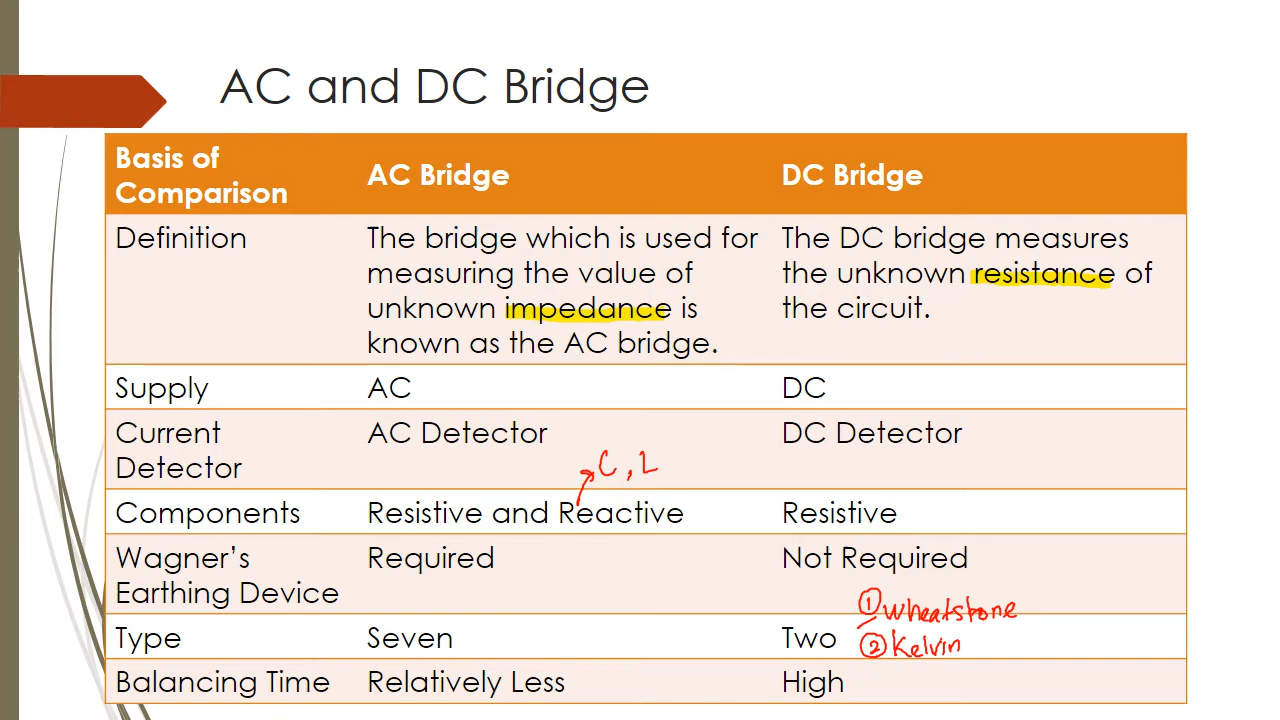 AC and DC Bridge
Basis of
Comparison
AC Bridge
DC Bridge
Definition
The bridge which is used for
measuring the value of
unknown impedance is
known as the AC bridge.
The DC bridge measures
the unknown resistance of
the circuit.
Supply
AC
DC
Current
Detector
AC Detector
DC Detector
C, L
Components
Resistive and Reactive
Resistive
Wagner’s
Earthing Device
Required
Not Required
① wheatstone
Type
Seven
Two
② Kelvin
Balancing Time
Relatively Less
High